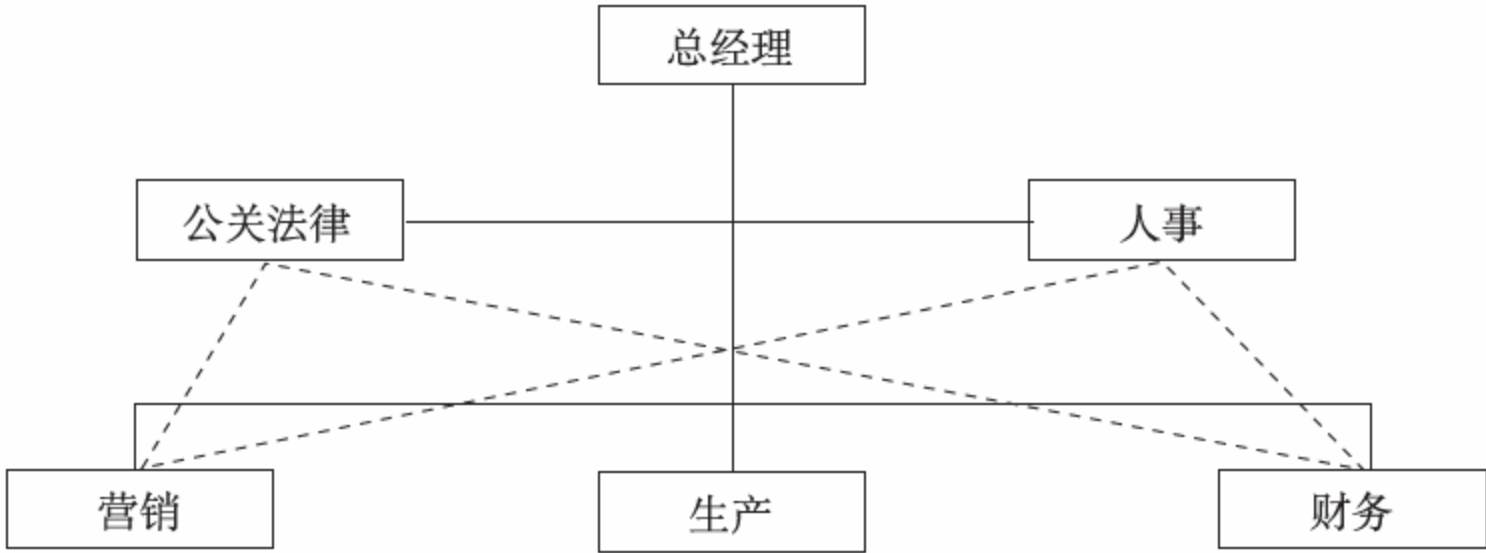 总经理
公关法律
人事
营销
生产
财务